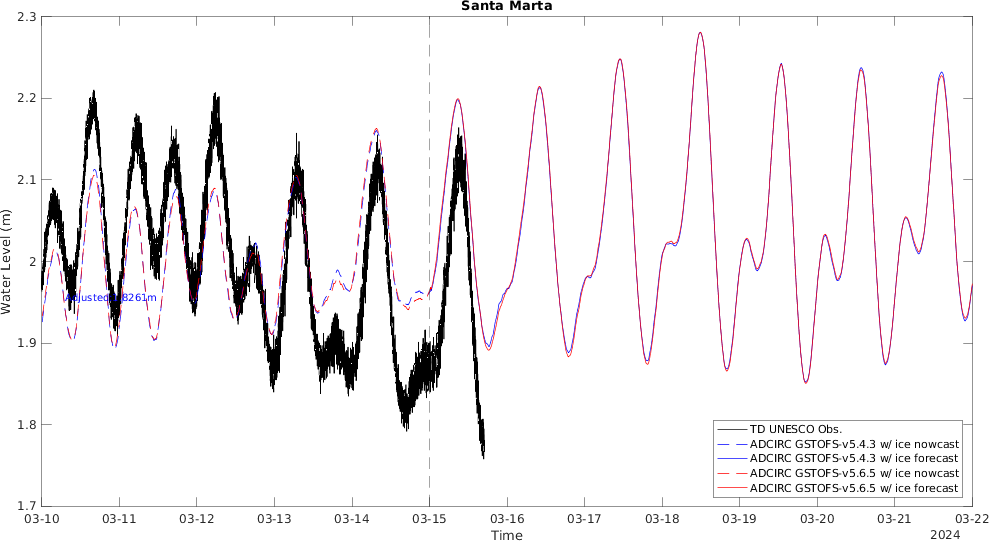 Santa Marta
2.3
2.2
2.1
2
1.9
1.8
1.7
Water Level (m)
8261m
TD UNESCO Obs.
ADCIRC GSTOFS-v5.4.3 w/ ice nowcast
ADCIRC GSTOFS-v5.4.3 w/ ice forecast
ADCIRC GSTOFS-v5.6.5 w/ ice nowcast
ADCIRC GSTOFS-v5.6.5 w/ ice forecast
03-10 03-11 03-12 03-13 03-14 03-15 03-16 03-17 03-18 03-19 03-20 03-21 03-22
Time
2024